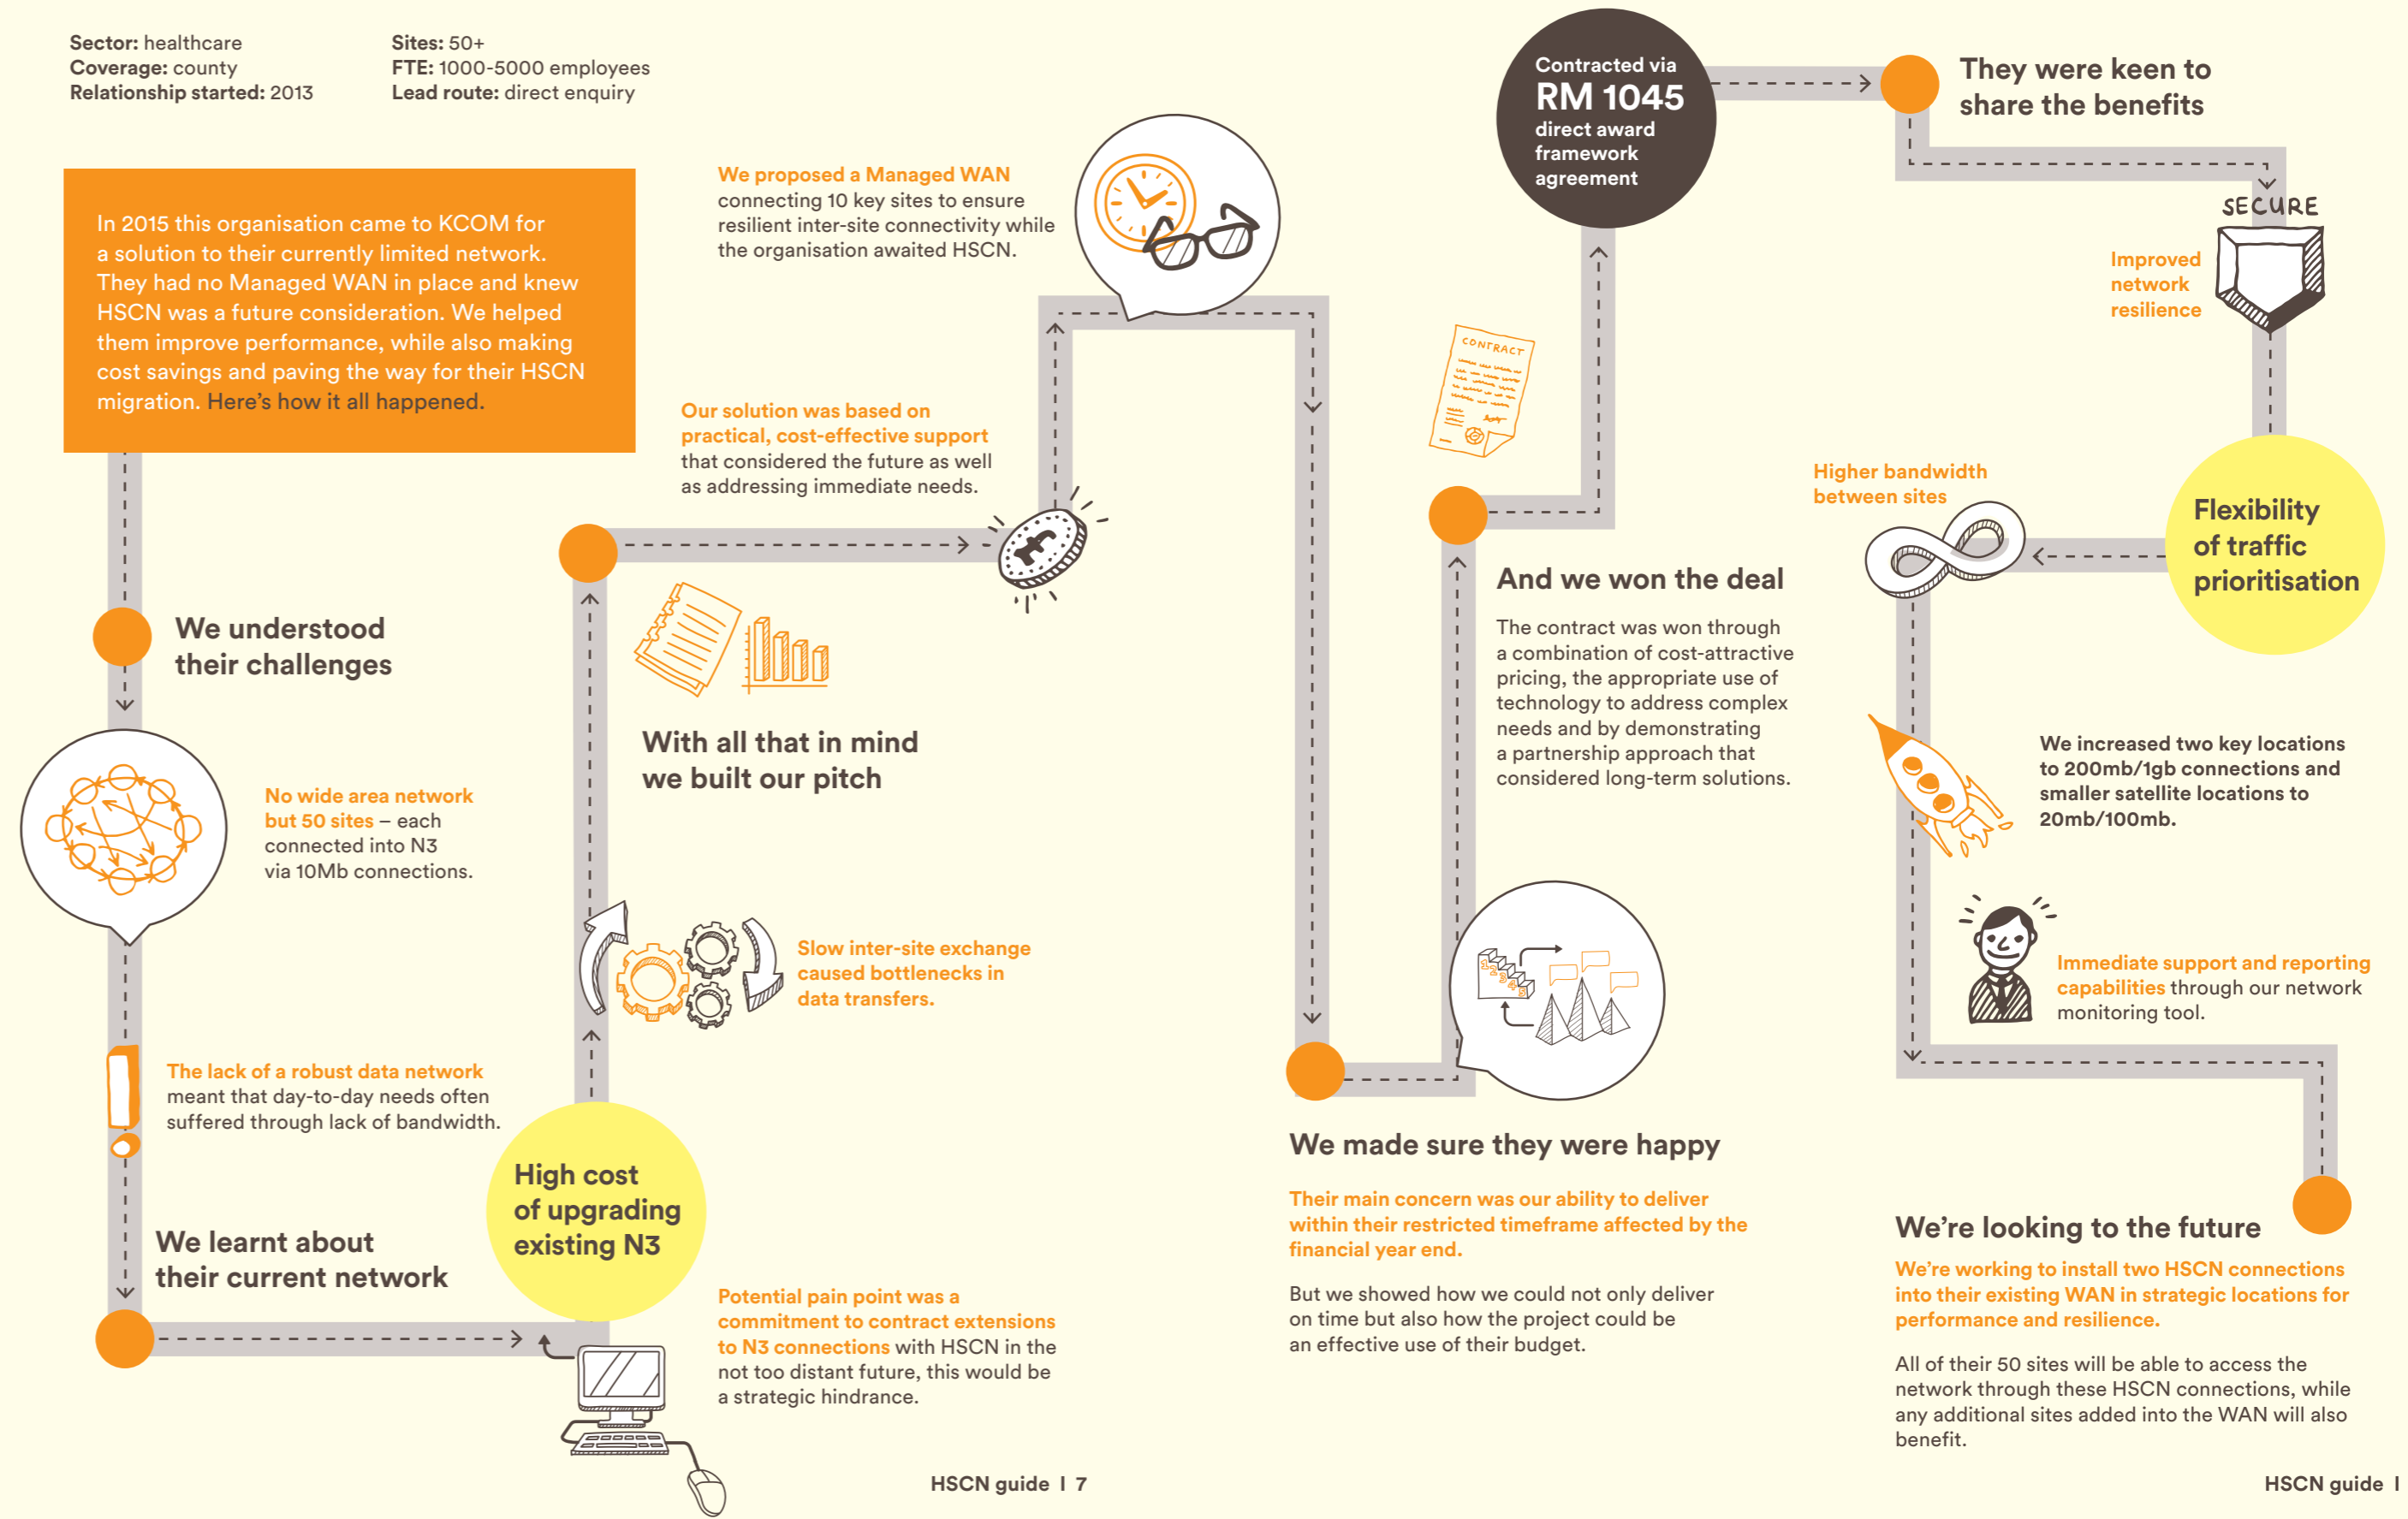 Sector: healthcare
Coverage: county
Relationship started: 2013
Sites: 50+
FTE: 1000-5000 employees
Lead route: direct enquiry
In 2015 this organisation came to KCOM for
a solution to their currently limited network.
They had no Managed WAN in place and knew
HSCN was a future consideration. We helped
them improve performance, while also making
cost savings and paving the way for their HSCN
migration. Here's how it all happened.
We understood
their challenges
No wide area network
but 50 sites – each
connected into N3
via 10Mb connections.
The lack of a robust data network
meant that day-to-day needs often
suffered through lack of bandwidth.
We learnt about
their current network
High cost
of upgrading
existing N3
Potential pain point was a
commitment to contract extensions
to N3 connections with HSCN in the
not too distant future, this would be
a strategic hindrance.
Slow inter-site exchange
caused bottlenecks in
data transfers.
With all that in mind
we built our pitch
Our solution was based on
practical, cost-effective support
that considered the future as well
as addressing immediate needs.
£
We proposed a Managed WAN
connecting 10 key sites to ensure
resilient inter-site connectivity while
the organisation awaited HSCN.
HSCN guide I 7
We made sure they were happy
Their main concern was our ability to deliver
within their restricted timeframe affected by the
financial year end.
But we showed how we could not only deliver
on time but also how the project could be
an effective use of their budget.
1 2 3 4 5
And we won the deal
The contract was won through
a combination of cost-attractive
pricing, the appropriate use of
technology to address complex
needs and by demonstrating
a partnership approach that
considered long-term solutions.
CONTRACT
Contracted via
RM 1045
direct award
framework
agreement
They were keen to
share the benefits
SECURE
Improved
network
resilience
Flexibility
of traffic
prioritisation
Higher bandwidth
between sites
We increased two key locations
to 200mb/1gb connections and
smaller satellite locations to
20mb/100mb.
Immediate support and reporting
capabilities through our network
monitoring tool.
We're looking to the future
We're working to install two HSCN connections
into their existing WAN in strategic locations for
performance and resilience.
All of their 50 sites will be able to access the
network through these HSCN connections, while
any additional sites added into the WAN will also
benefit.
HSCN guide I